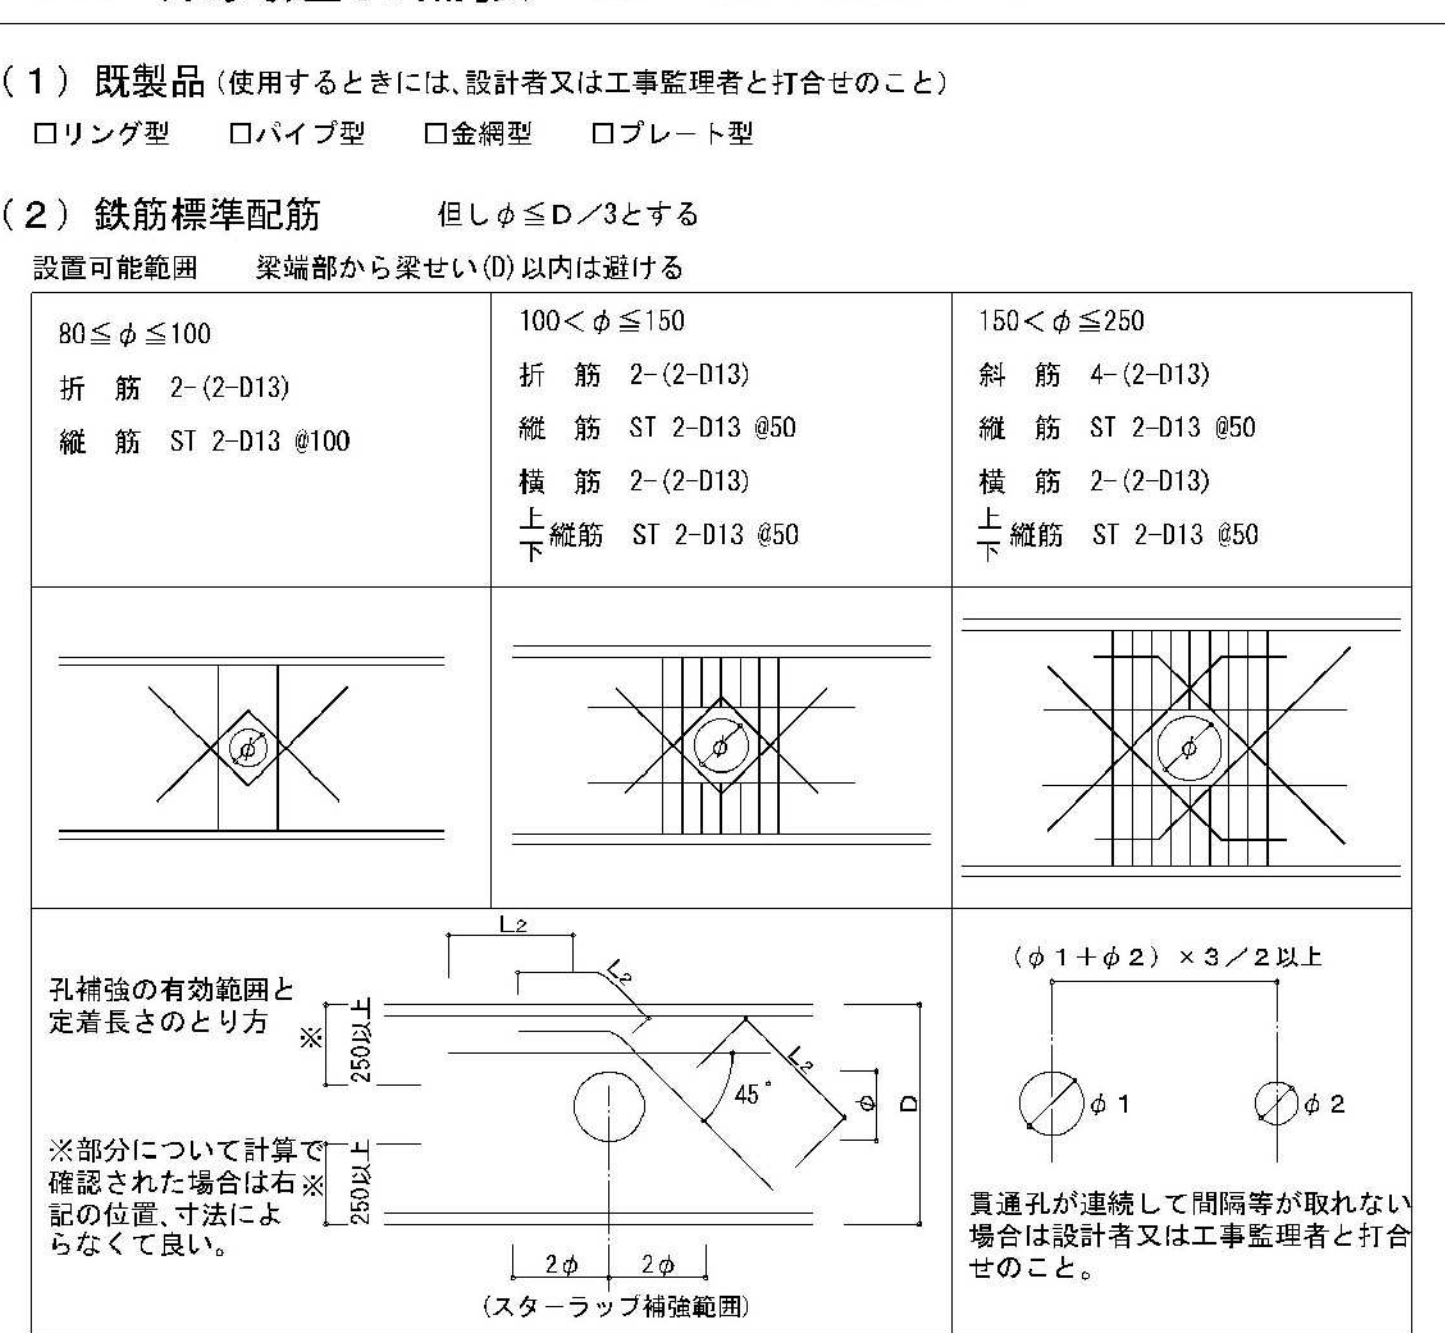 (1) 既製品 (使用するときには、設計者又は工事監理者と打合せのこと)
□リング型 □パイプ型 □金網型 □プレート型
(2) 鉄筋標準配筋 但しφ≦D/3とする
設置可能範囲 梁端部から梁せい(D)以内は避ける
80≦φ≦100
折 筋 2-(2-D13)
縦 筋 ST 2-D13 @100
100<φ≦150
折 筋 2-(2-D13)
縦 筋 ST 2-D13 @50
横 筋 2-(2-D13)
上下縦筋 ST 2-D13 @50
150<φ≦250
斜 筋 4-(2-D13)
縦 筋 ST 2-D13 @50
横 筋 2-(2-D13)
上下縦筋 ST 2-D13 @50
φ
φ
φ
孔補強の有効範囲と
定着長さのとり方
※部分について計算で
確認された場合は右
記の位置、寸法によ
らなくて良い。
※
250以上
※
250以上
L2
L2
L2
45°
φ
D
2φ 2φ
(スターラップ補強範囲)
(φ1+φ2)×3/2以上
φ1
φ2
貫通孔が連続して間隔等が取れない
場合は設計者又は工事監理者と打合
せのこと。